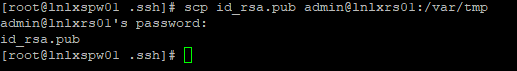 [root@lnlxspw01 .ssh]# scp id_rsa.pub admin@lnlxrs01:/var/tmp
admin@lnlxrs01's password:
id_rsa.pub
[root@lnlxspw01 .ssh]#